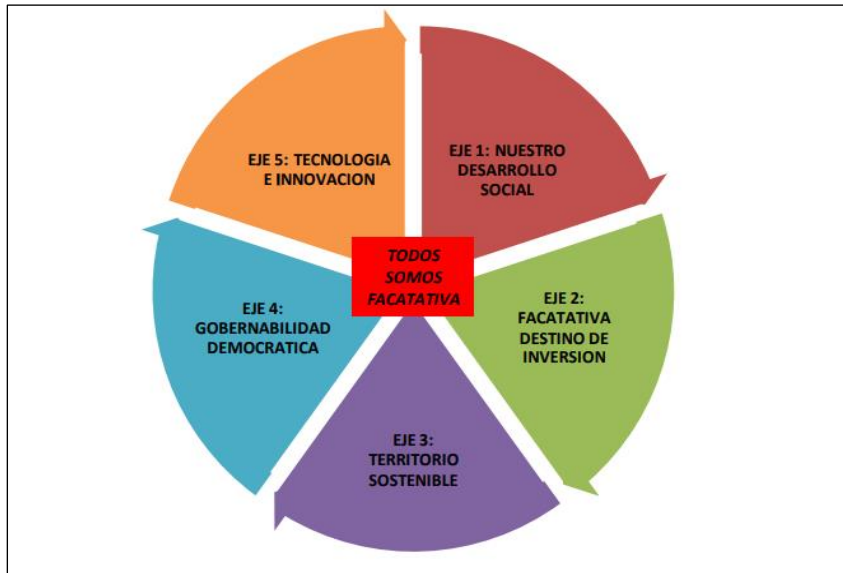 EJE 5: TECNOLOGIA
E INNOVACION
EJE 1: NUESTRO
DESARROLLO
SOCIAL
TODOS
SOMOS
FACATATIVA
EJE 4:
GOBERNABILIDAD
DEMOCRATICA
EJE 2:
FACATATIVA
DESTINO DE
INVERSION
EJE 3:
TERRITORIO
SOSTENIBLE